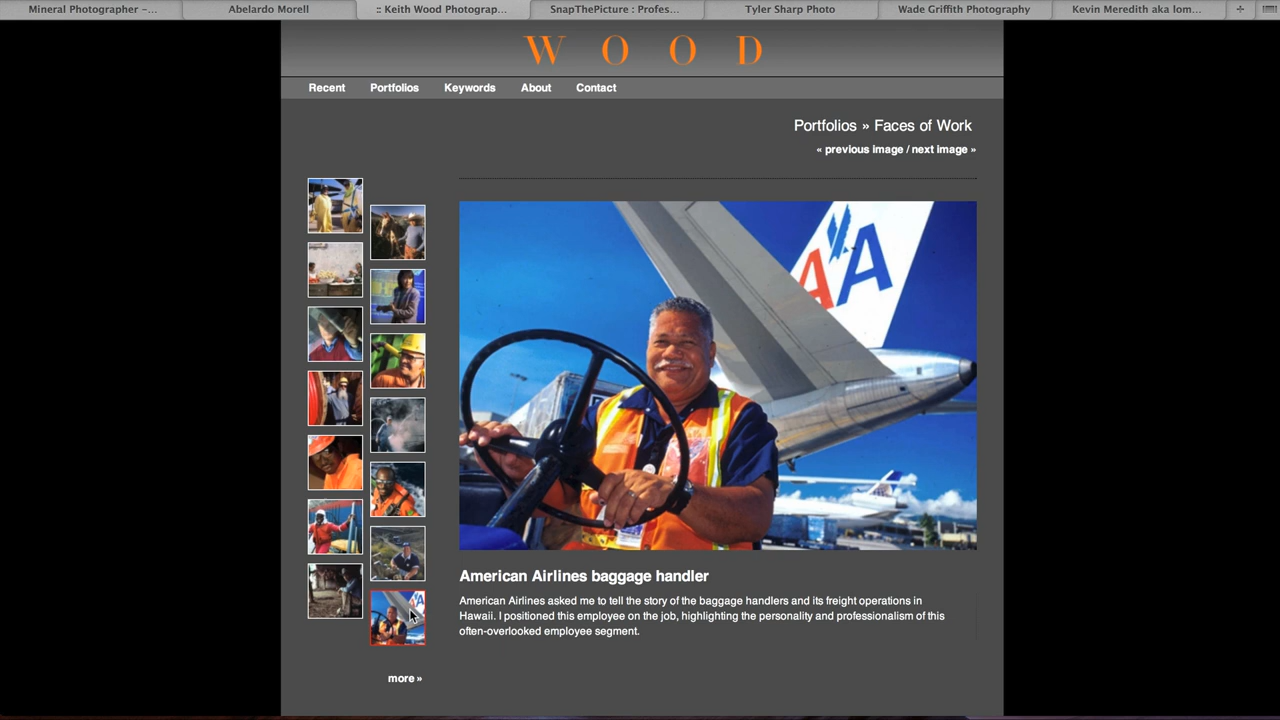 Mineral Photographer –...
Abelardo Morell
:: Keith Wood Photograp...
SnapThePicture : Profes...
Tyler Sharp Photo
Wade Griffith Photography
Kevin Meredith aka lom...
WOOD
Recent
Portfolios
Keywords
About
Contact
Portfolios » Faces of Work
« previous image / next image »
AA
American Airlines baggage handler
American Airlines asked me to tell the story of the baggage handlers and its freight operations in
Hawaii. I positioned this employee on the job, highlighting the personality and professionalism of this
often-overlooked employee segment.
more »